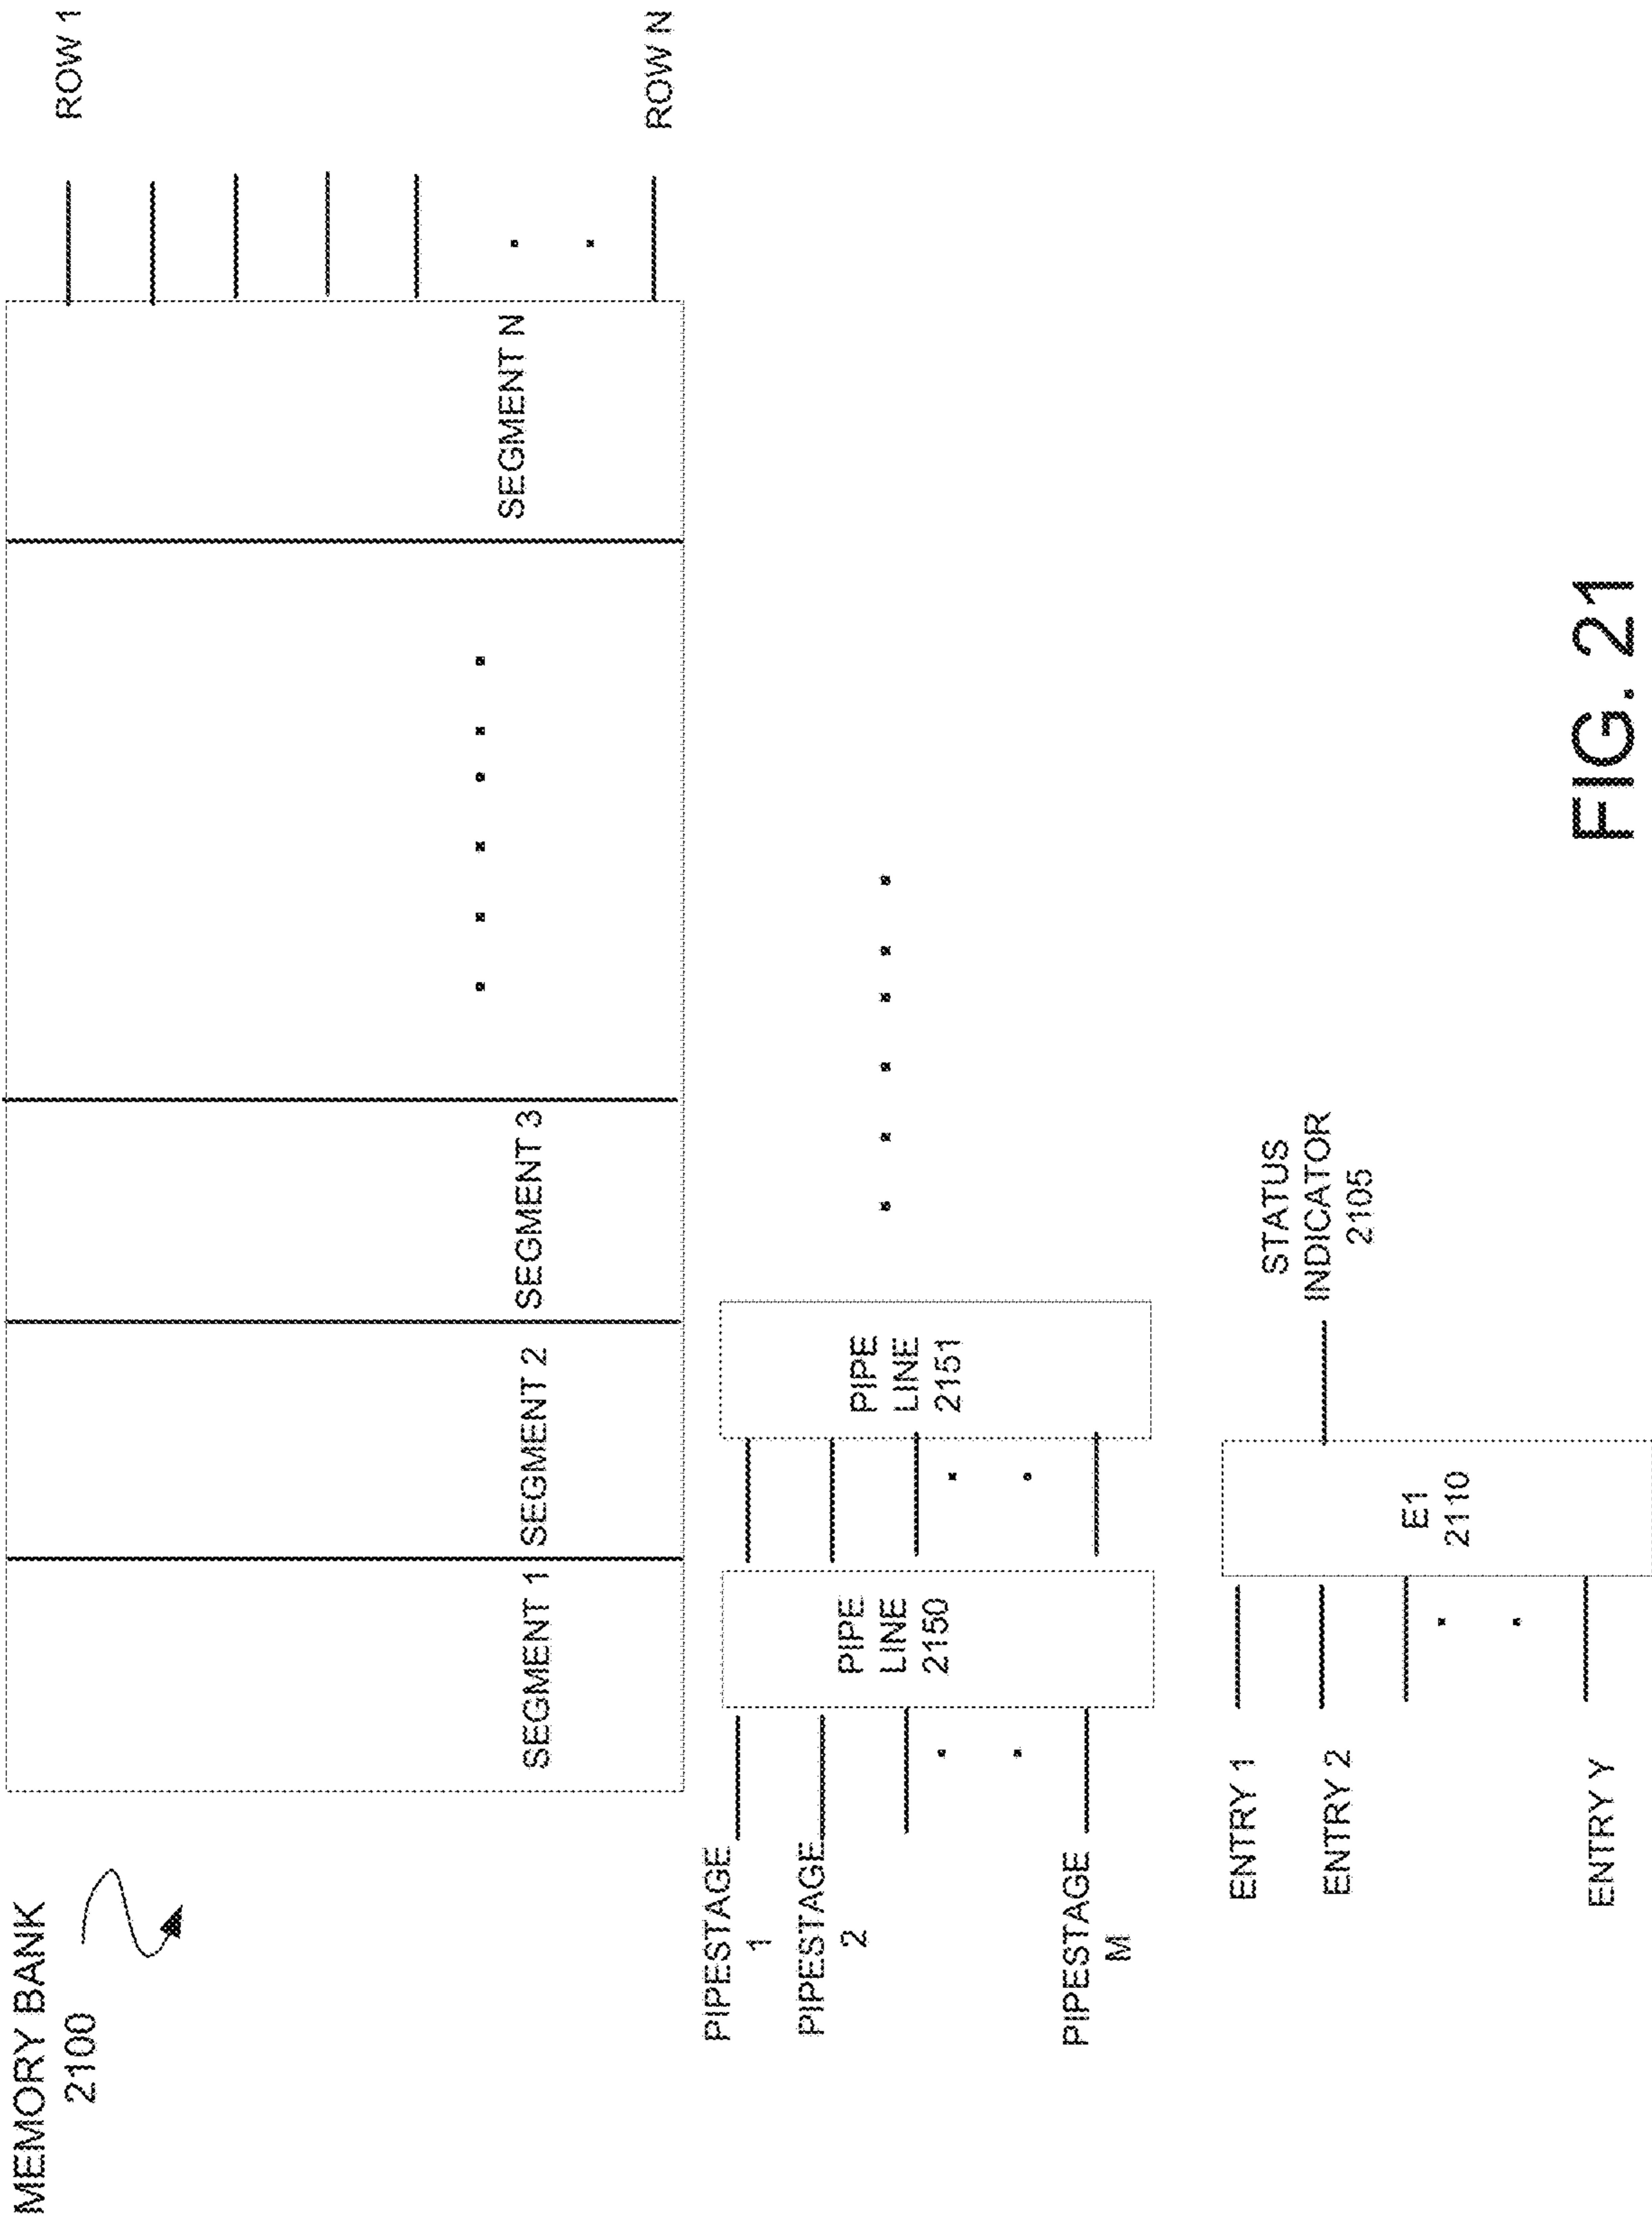 MEMORY BANK
2100
ROW 1
ROW N
SEGMENT 1
SEGMENT 2
SEGMENT 3
SEGMENT N
PIPESTAGE
1
PIPESTAGE
2
PIPESTAGE
M
PIPE
LINE
2150
PIPE
LINE
2151
ENTRY 1
ENTRY 2
ENTRY Y
E1
2110
STATUS
INDICATOR
2105
FIG. 21